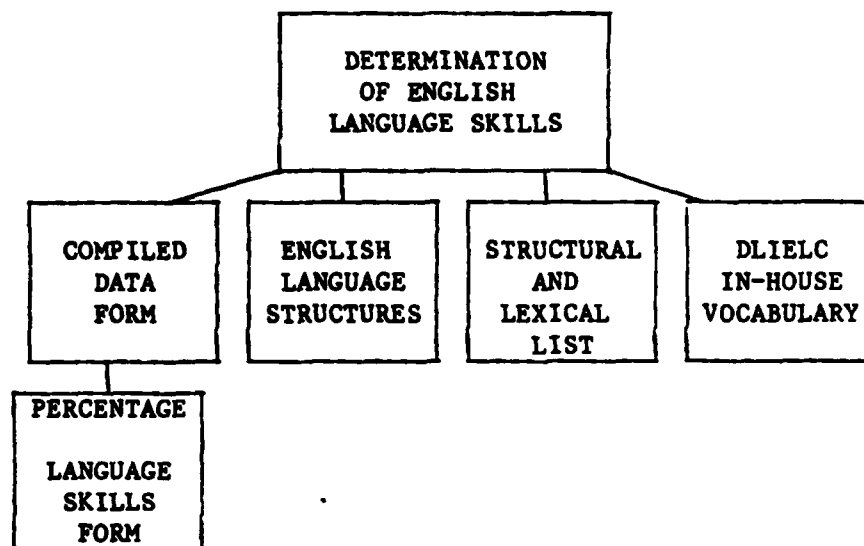 DETERMINATION
OF ENGLISH
LANGUAGE SKILLS
COMPILED
DATA
FORM
ENGLISH
LANGUAGE
STRUCTURES
STRUCTURAL
AND
LEXICAL
LIST
DLIELC
IN-HOUSE
VOCABULARY
PERCENTAGE
LANGUAGE
SKILLS
FORM